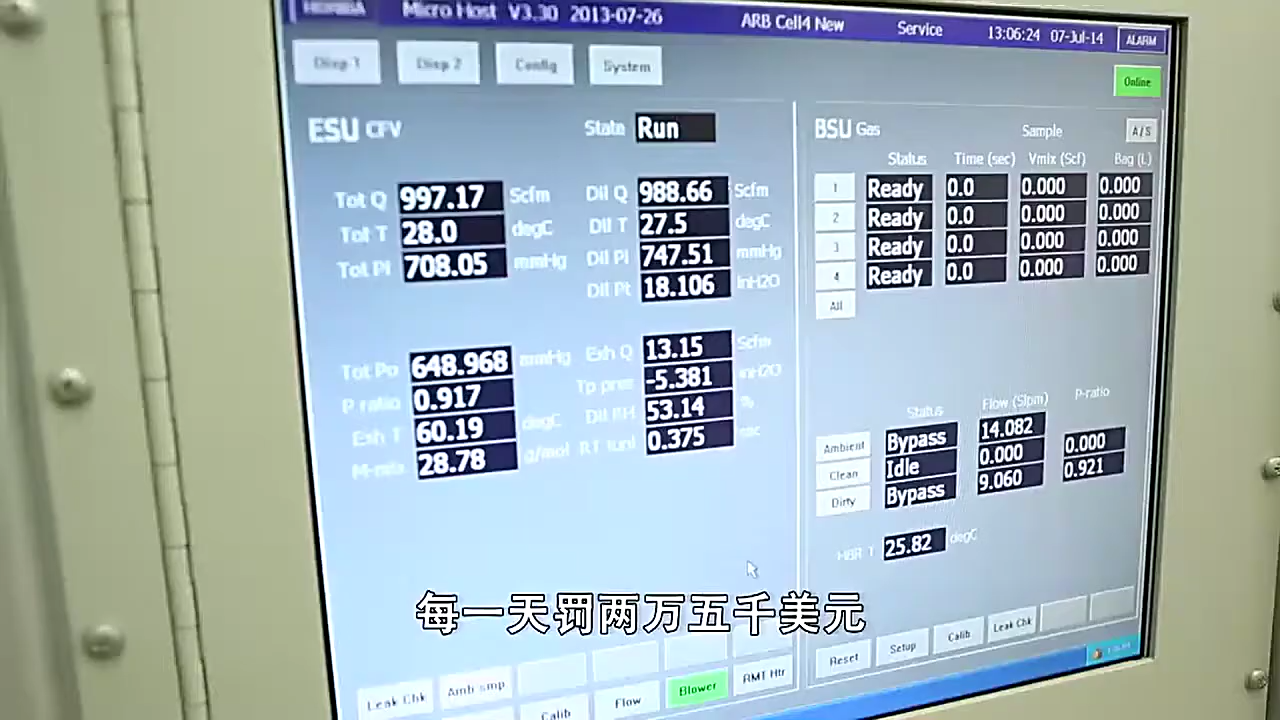 HORIBA Micro Host V3.30 2013-07-26 ARB Cell4 New Service 13:06:24 07-Jul-14 ALARM
Disp 1 Disp 2 Config System Online
ESU CFV State Run
Tot Q 997.17 Scfm Dil Q 988.66 Scfm
Tot T 28.0 degC Dil T 27.5 degC
Tot PI 708.05 mmHg Dil PI 747.51 mmHg
Dil Pt 18.106 inH2O
Tot Po 648.968 mmHg Exh Q 13.15 Scfm
P ratio 0.917 Tp pres -5.381 inH2O
Exh T 60.19 degC Dil RH 53.14 %
M-mix 28.78 g/mol RT tunl 0.375 sec
BSU Gas Sample A/S
Status Time (sec) Vmix (Scf) Bag (L)
1 Ready 0.0 0.000 0.000
2 Ready 0.0 0.000 0.000
3 Ready 0.0 0.000 0.000
4 Ready 0.0 0.000 0.000
All
Status Flow (Slpm) P-ratio
Ambient Bypass 14.082 0.000
Clean Idle 0.000 0.921
Dirty Bypass 9.060
HBR T 25.82 degC
每一天罚两万五千美元
Leak Chk Amb smp
Calib Flow Blower RMT Htr
Reset Setup Calib Leak Chk